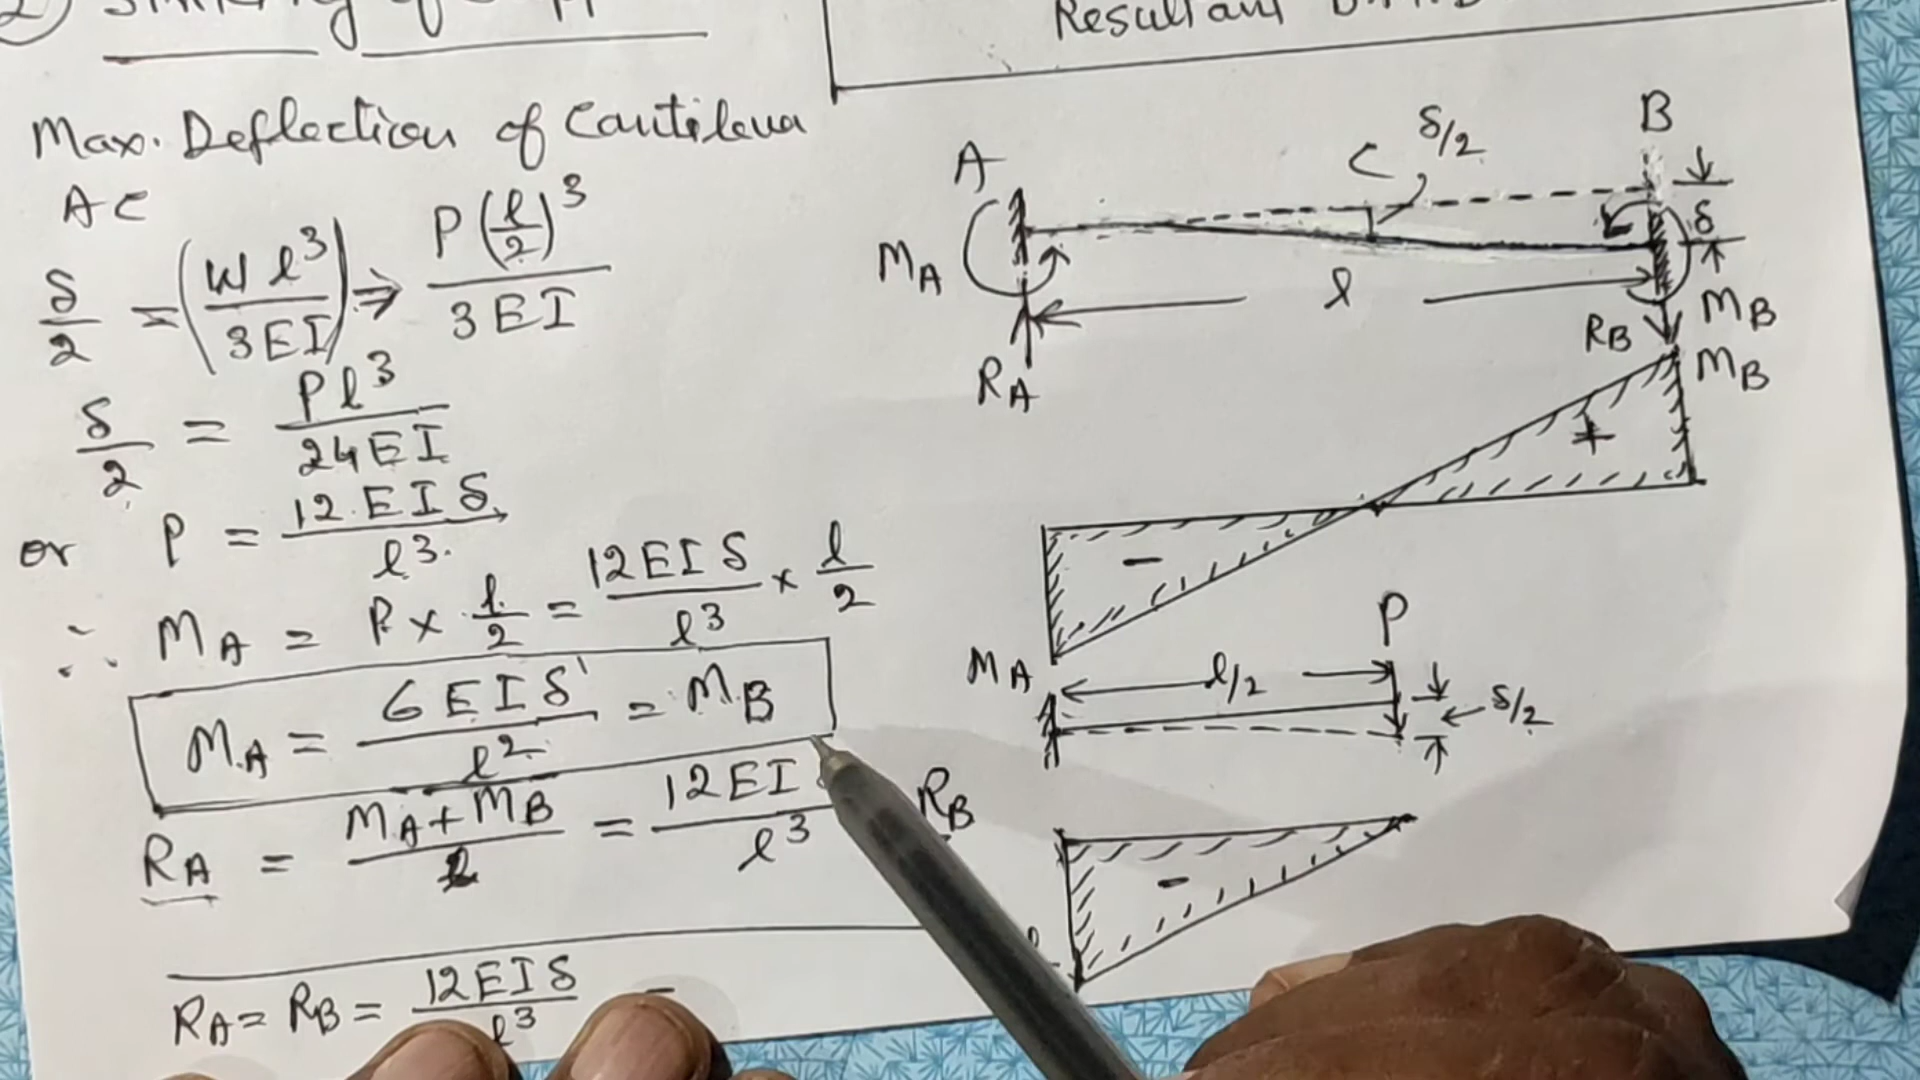 Resultant
Max. Deflection of Cantilever
AC
δ/2 = (Wl³/3EI) ⇒ P(l/2)³/3EI
δ/2 = Pl³/24EI
or P = 12EIδ/l³.
∴ MA = P × l/2 = 12EIδ/l³ × l/2
MA = 6EIδ/l² = MB
RA = MA+MB/l = 12EI/l³ RB
RA = RB = 12EIδ/l³
A C δ/2 B
MA δ
l
RA RB MB
MB
+
-
P
MA l/2
δ/2
-